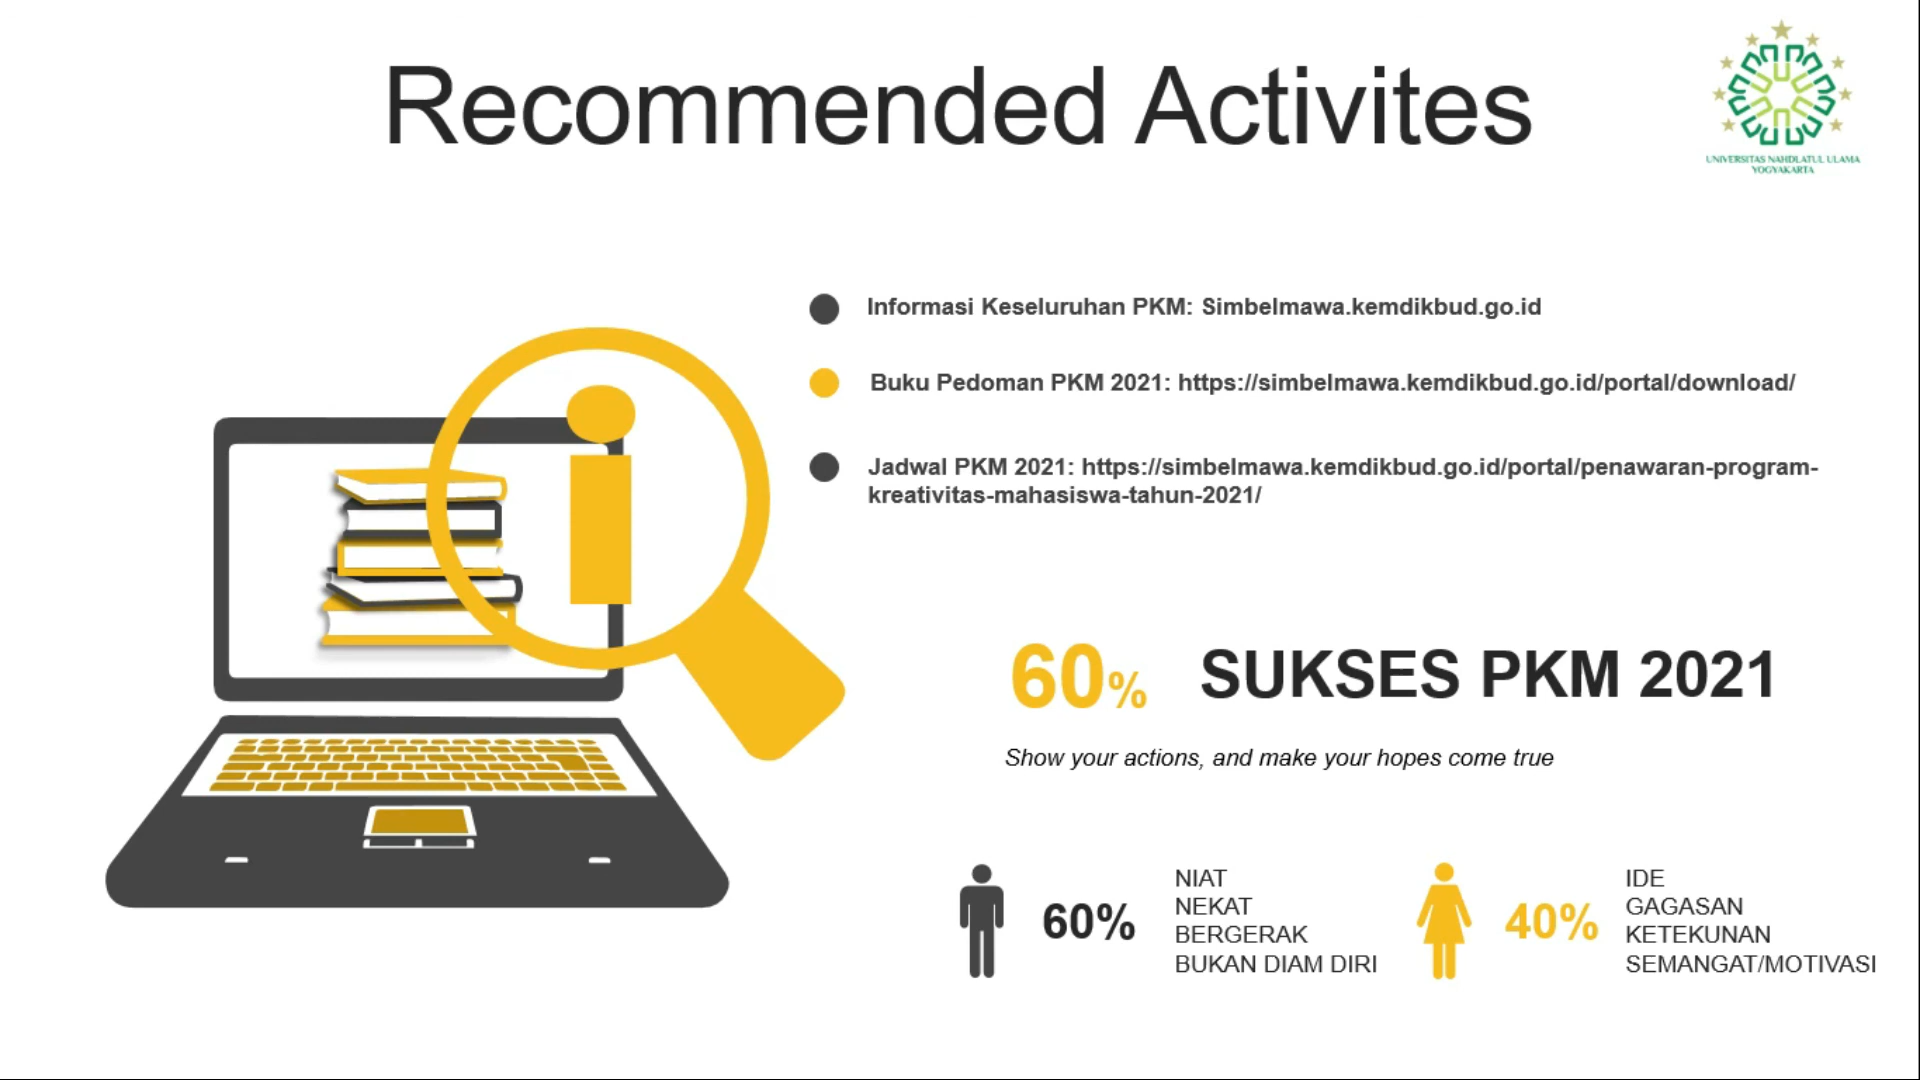 Recommended Activites
UNIVERSITAS NAHDLATUL ULAMA
YOGYAKARTA
Informasi Keseluruhan PKM: Simbelmawa.kemdikbud.go.id
Buku Pedoman PKM 2021: https://simbelmawa.kemdikbud.go.id/portal/download/
Jadwal PKM 2021: https://simbelmawa.kemdikbud.go.id/portal/penawaran-program-
kreativitas-mahasiswa-tahun-2021/
60% SUKSES PKM 2021
Show your actions, and make your hopes come true
60%
NIAT
NEKAT
BERGERAK
BUKAN DIAM DIRI
40%
IDE
GAGASAN
KETEKUNAN
SEMANGAT/MOTIVASI